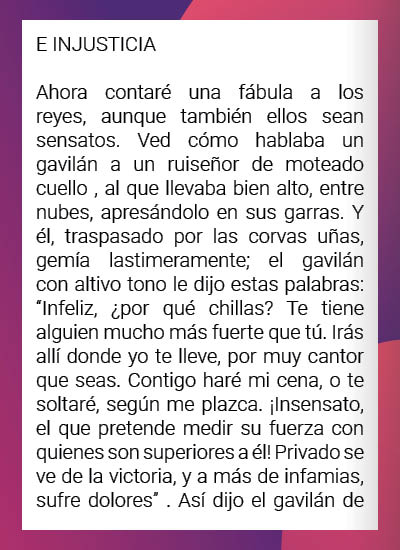 E INJUSTICIA
Ahora contaré una fábula a los
reyes, aunque también ellos sean
sensatos. Ved cómo hablaba un
gavilán a un ruiseñor de moteado
cuello , al que llevaba bien alto, entre
nubes, apresándolo en sus garras. Y
él, traspasado por las corvas uñas,
gemía lastimeramente; el gavilán
con altivo tono le dijo estas palabras:
“Infeliz, ¿por qué chillas? Te tiene
alguien mucho más fuerte que tú. Irás
allí donde yo te lleve, por muy cantor
que seas. Contigo haré mi cena, o te
soltaré, según me plazca. ¡Insensato,
el que pretende medir su fuerza con
quienes son superiores a él! Privado se
ve de la victoria, y a más de infamias,
sufre dolores” . Así dijo el gavilán de